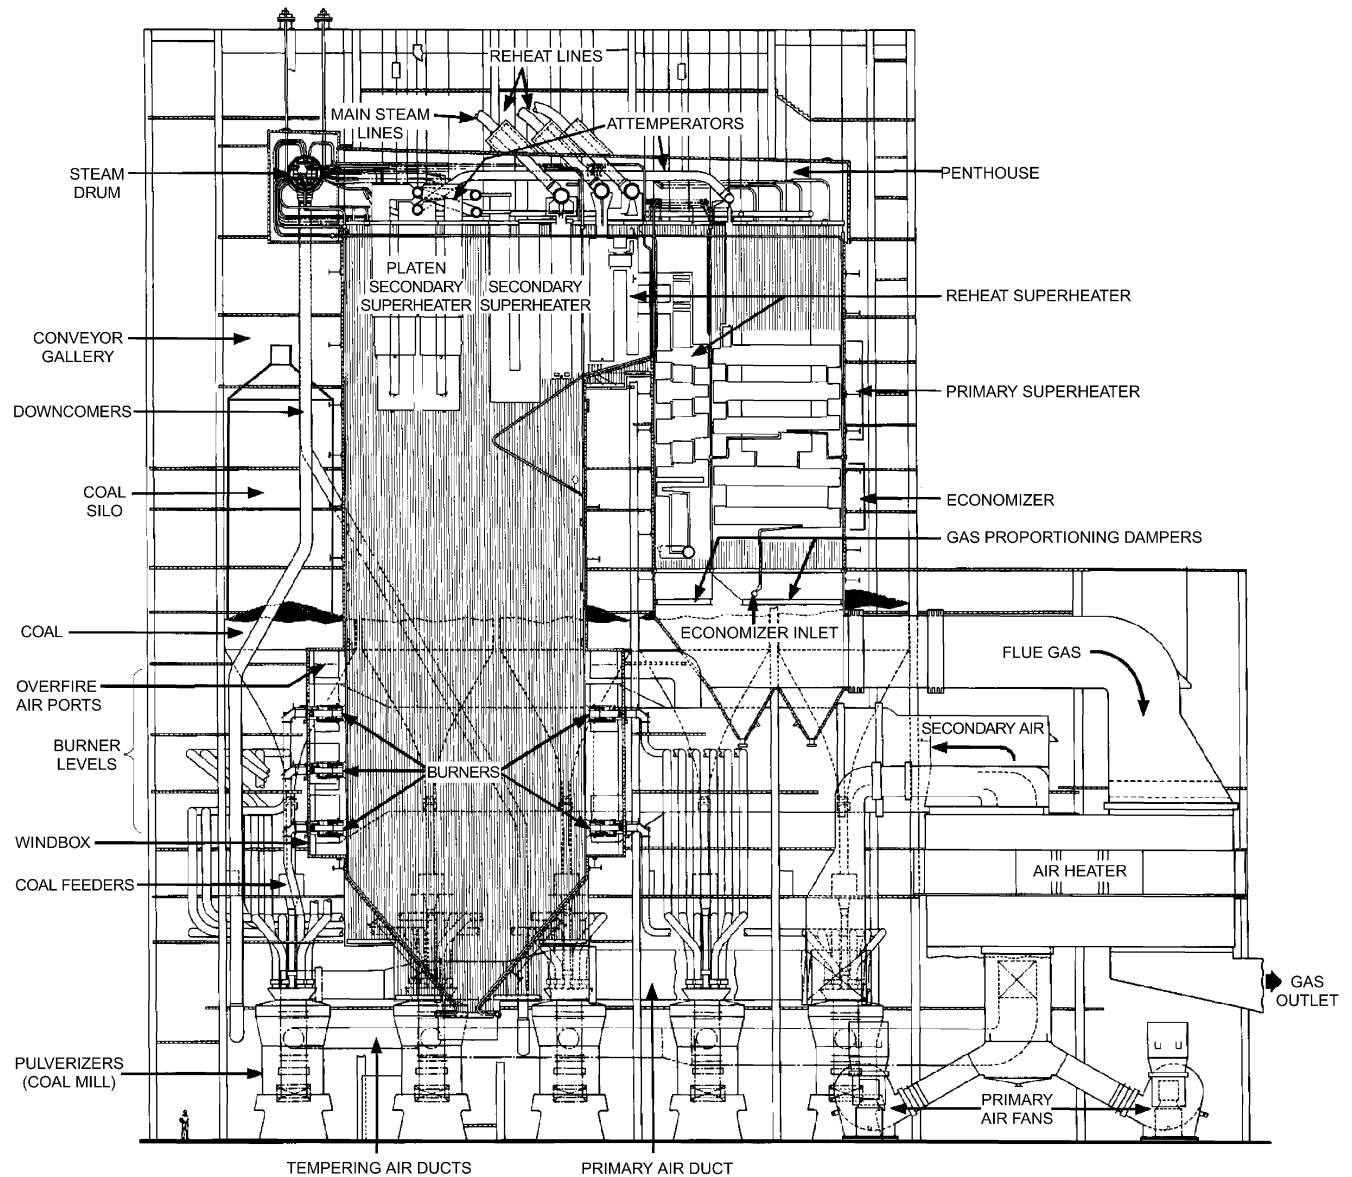 REHEAT LINES
MAIN STEAM
LINES
ATTEMPERATORS
STEAM
DRUM
PENTHOUSE
PLATEN
SECONDARY
SUPERHEATER
SECONDARY
SUPERHEATER
REHEAT SUPERHEATER
CONVEYOR
GALLERY
PRIMARY SUPERHEATER
DOWNCOMERS
COAL
SILO
ECONOMIZER
GAS PROPORTIONING DAMPERS
COAL
ECONOMIZER INLET
FLUE GAS
OVERFIRE
AIR PORTS
SECONDARY AIR
BURNER
LEVELS
BURNERS
WINDBOX
AIR HEATER
COAL FEEDERS
GAS
OUTLET
PULVERIZERS
(COAL MILL)
PRIMARY
AIR FANS
TEMPERING AIR DUCTS
PRIMARY AIR DUCT